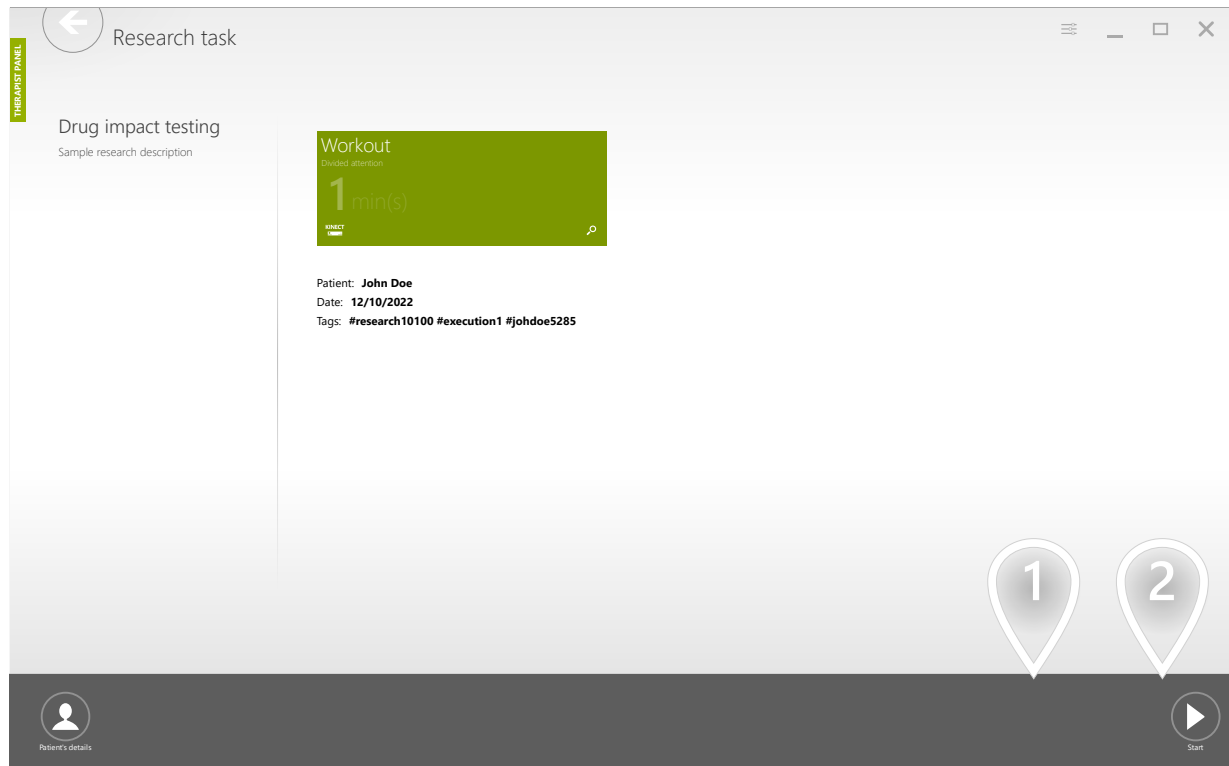 Research task
THERAPIST PANEL
Drug impact testing
Sample research description
Workout
Divided attention
1 min(s)
KINECT
Patient: John Doe
Date: 12/10/2022
Tags: #research10100 #execution1 #johdoe5285
1
2
Patient's details
Start